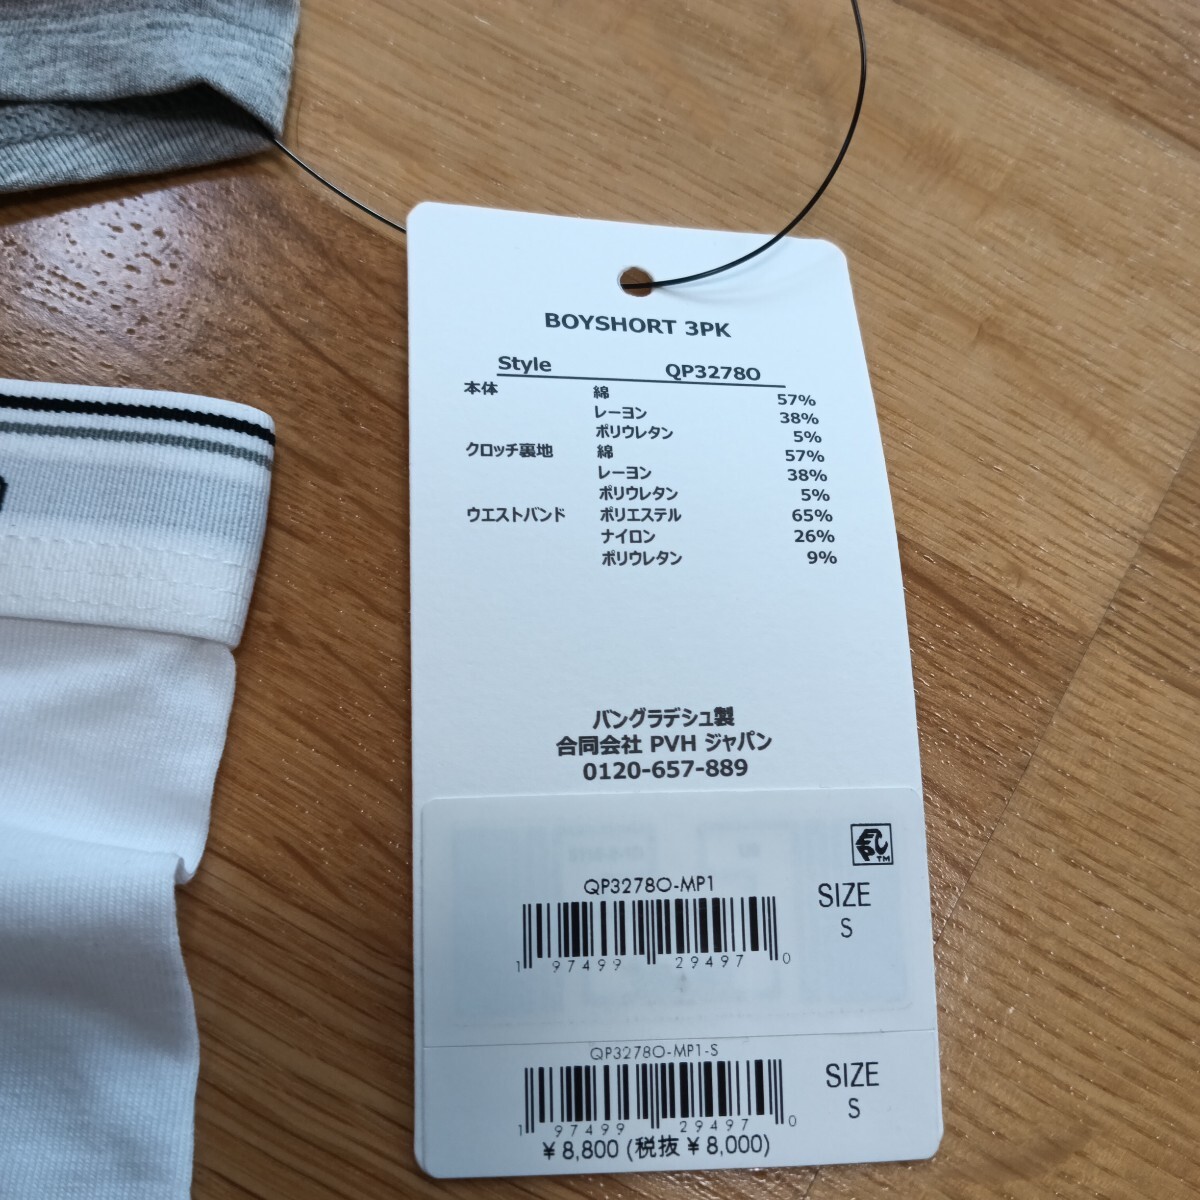 BOYSHORT 3PK
Style QP3278O
本体 綿 57%
レーヨン 38%
ポリウレタン 5%
クロッチ裏地 綿 57%
レーヨン 38%
ポリウレタン 5%
ウエストバンド ポリエステル 65%
ナイロン 26%
ポリウレタン 9%
バングラデシュ製
合同会社 PVH ジャパン
0120-657-889
EPC TM
QP3278O-MP1
SIZE
S
1 97499 29497 0
QP3278O-MP1-S
SIZE
S
1 97499 29497 0
¥8,800 (税抜 ¥8,000)